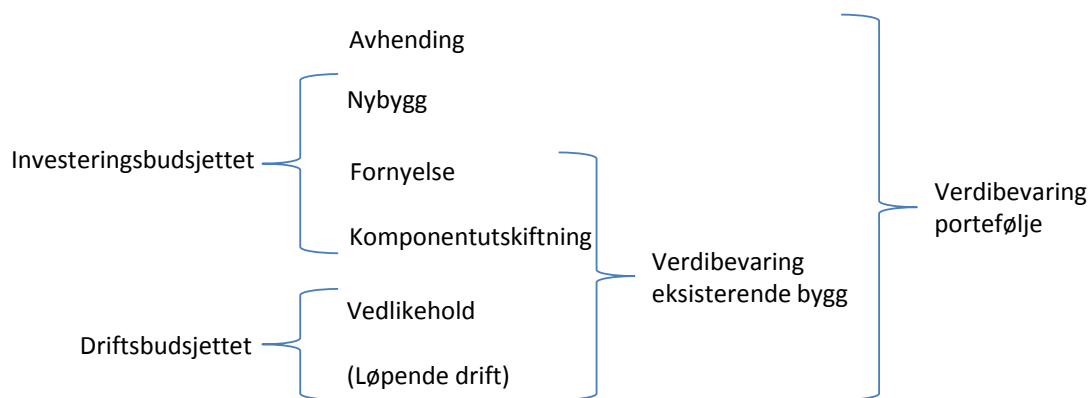 Avhending
Nybygg
Investeringsbudsjettet
Fornyelse
Komponentutskiftning
Vedlikehold
Driftsbudsjettet
(Løpende drift)
Verdibevaring
eksisterende bygg
Verdibevaring
portefølje